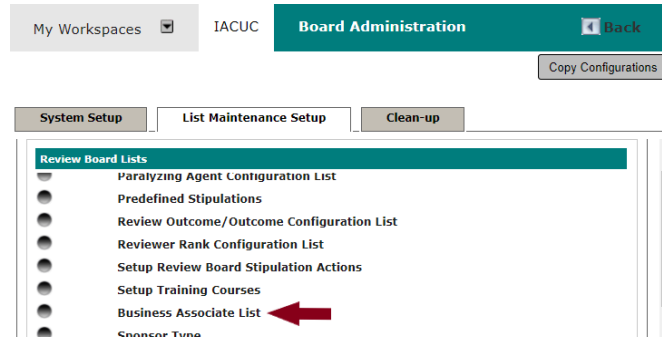 My Workspaces IACUC Board Administration Back
Copy Configurations
System Setup List Maintenance Setup Clean-up
Review Board Lists
Paralyzing Agent Configuration List
Predefined Stipulations
Review Outcome/Outcome Configuration List
Reviewer Rank Configuration List
Setup Review Board Stipulation Actions
Setup Training Courses
Business Associate List
Sponsor Type